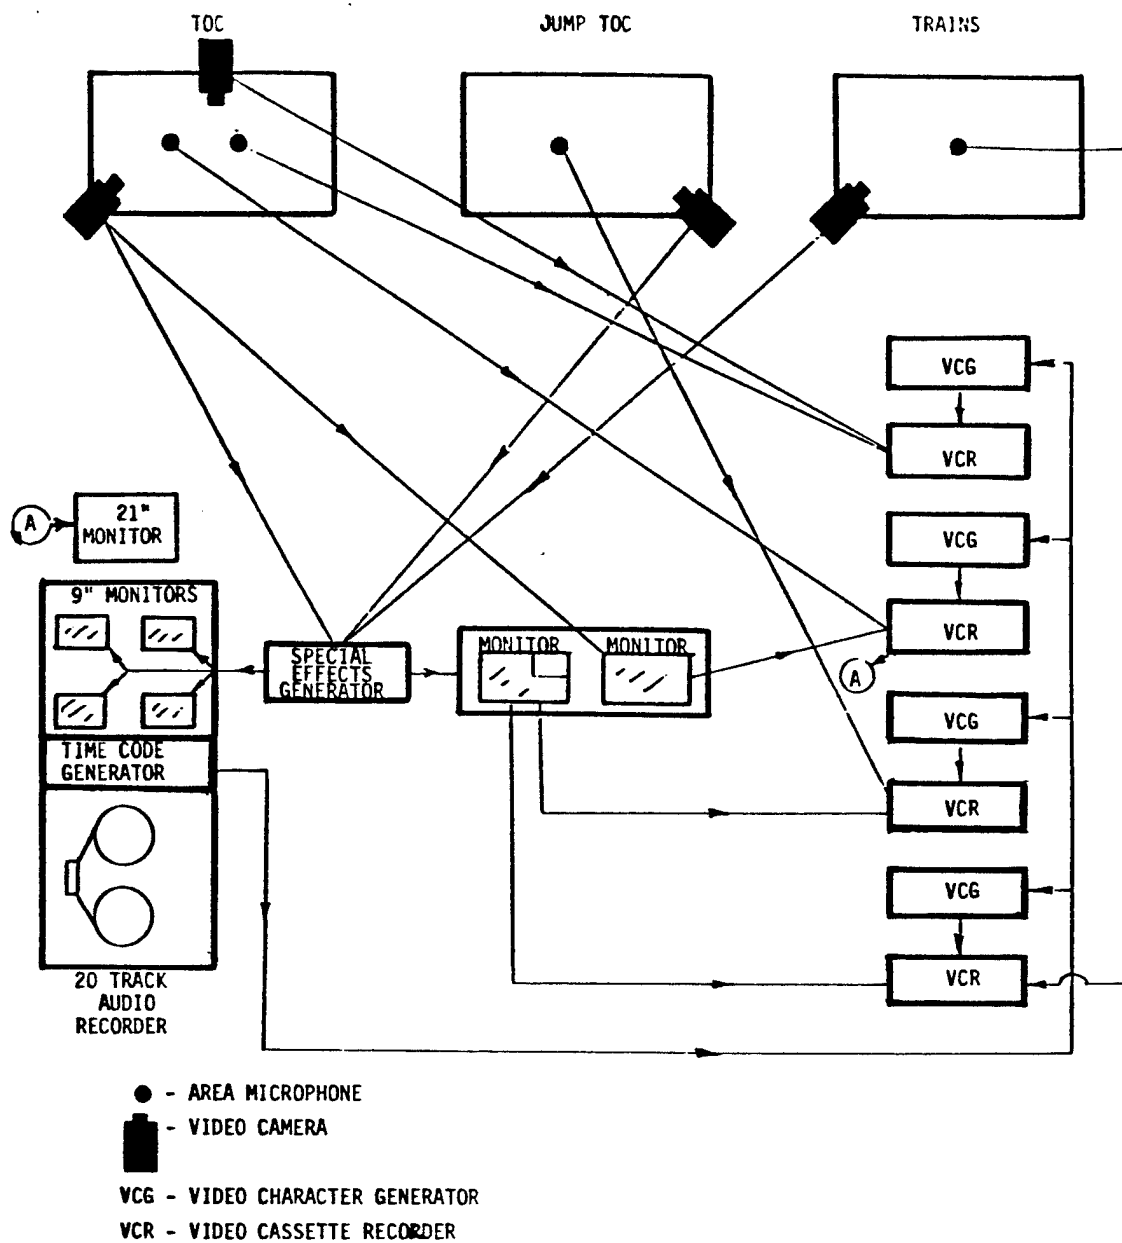 TOC
JUMP TOC
TRAINS
VCG
VCR
A
21"
MONITOR
VCG
9" MONITORS
VCR
MONITOR
MONITOR
SPECIAL
EFFECTS
GENERATOR
A
VCG
TIME CODE
GENERATOR
VCR
VCG
VCR
20 TRACK
AUDIO
RECORDER
- AREA MICROPHONE
- VIDEO CAMERA
VCG - VIDEO CHARACTER GENERATOR
VCR - VIDEO CASSETTE RECORDER